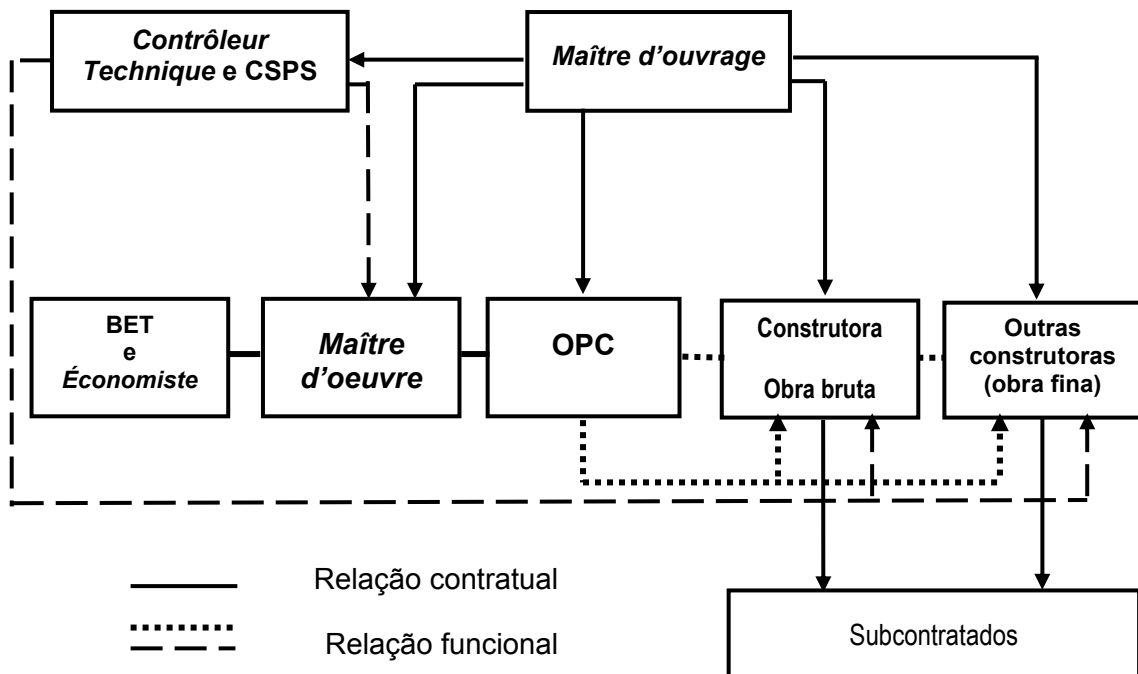 Contrôleur
Technique e CSPS
Maître d’ouvrage
BET
e
Économiste
Maître
d’oeuvre
OPC
Construtora
Obra bruta
Outras
construtoras
(obra fina)
Relação contratual
Relação funcional
Subcontratados